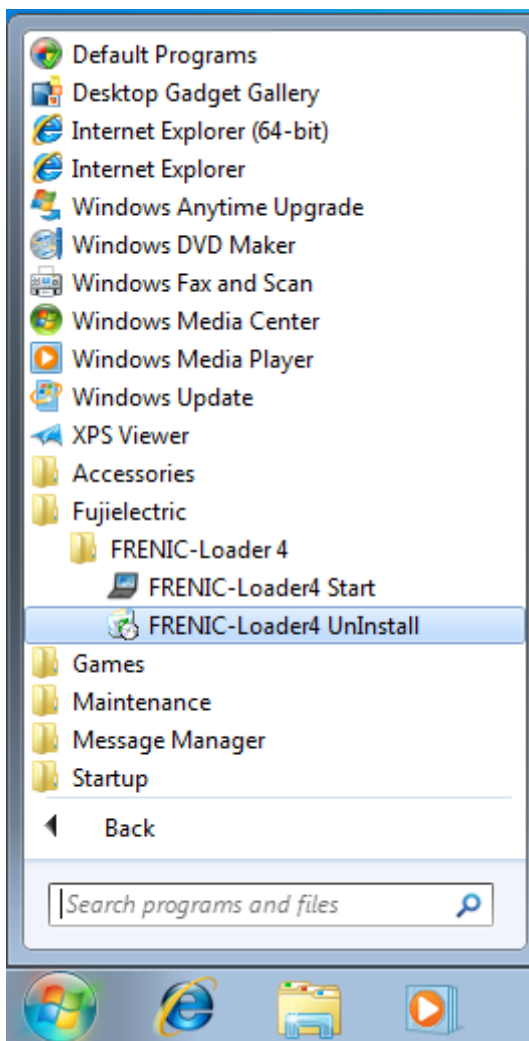 Default Programs
Desktop Gadget Gallery
Internet Explorer (64-bit)
Internet Explorer
Windows Anytime Upgrade
Windows DVD Maker
Windows Fax and Scan
Windows Media Center
Windows Media Player
Windows Update
XPS Viewer
Accessories
Fujielectric
FRENIC-Loader 4
FRENIC-Loader4 Start
FRENIC-Loader4 UnInstall
Games
Maintenance
Message Manager
Startup
Back
Search programs and files